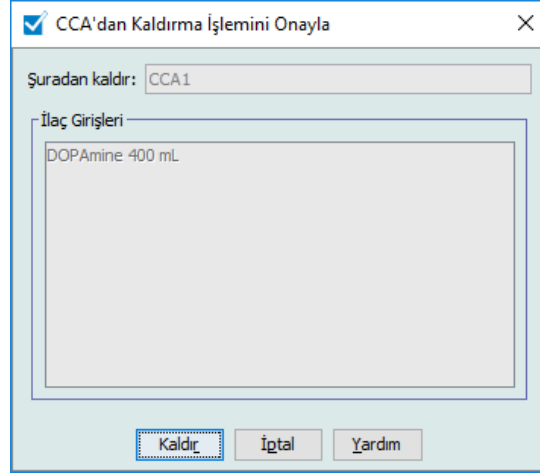 CCA'dan Kaldırma İşlemini Onayla
Şuradan kaldır: CCA1
İlaç Girişleri
DOPAmine 400 mL
Kaldır İptal Yardım